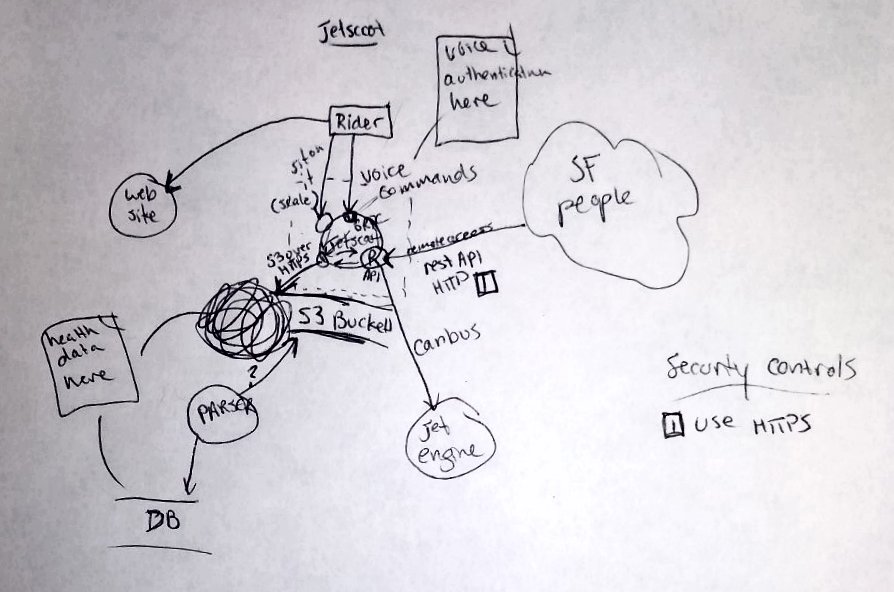 Jetscoot
voice
authentication
here
Rider
sit on
it
(scale)
voice
commands
web
site
SF
people
Jetscoot
R
API
remote access
rest API
HTTP 1
S3 over
HTTPS
S3 Bucket
canbus
health
data
here
?
PARSER
jet
engine
DB
Security controls
1 Use HTTPS